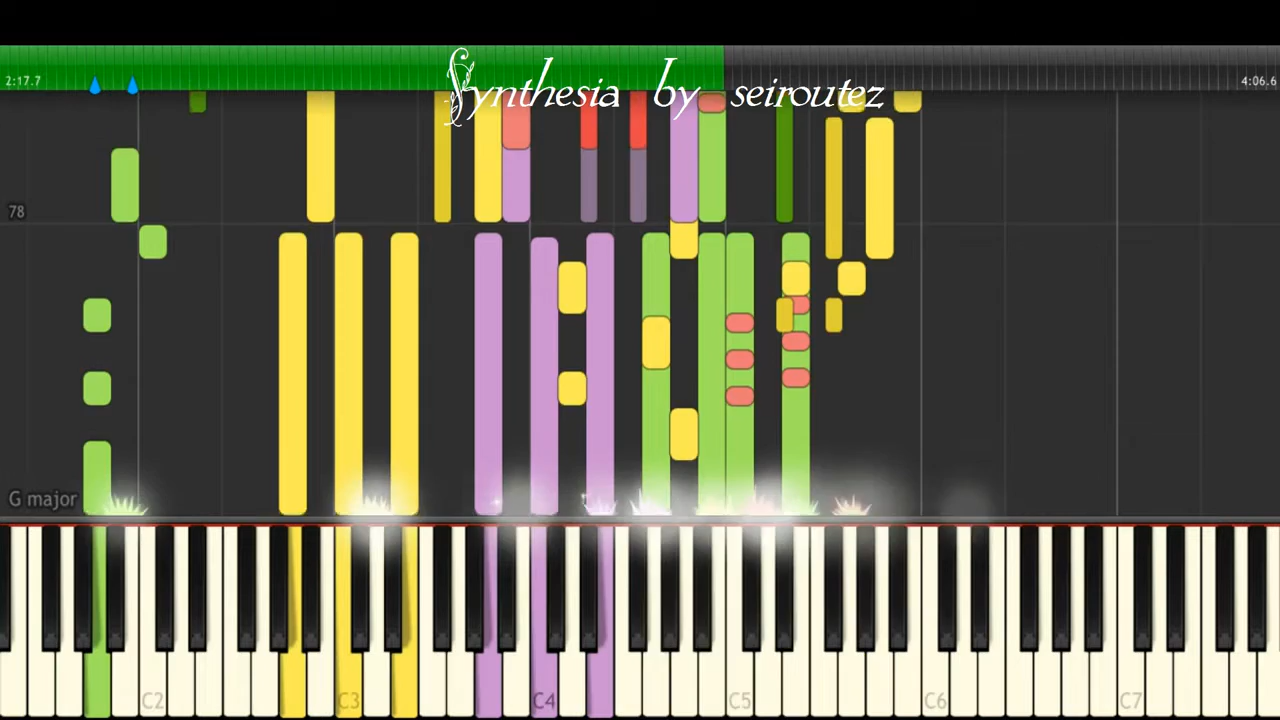 Synthesia by seiroutez
2:17.7
4:06.6
78
G major
C2
C3
C4
C5
C6
C7